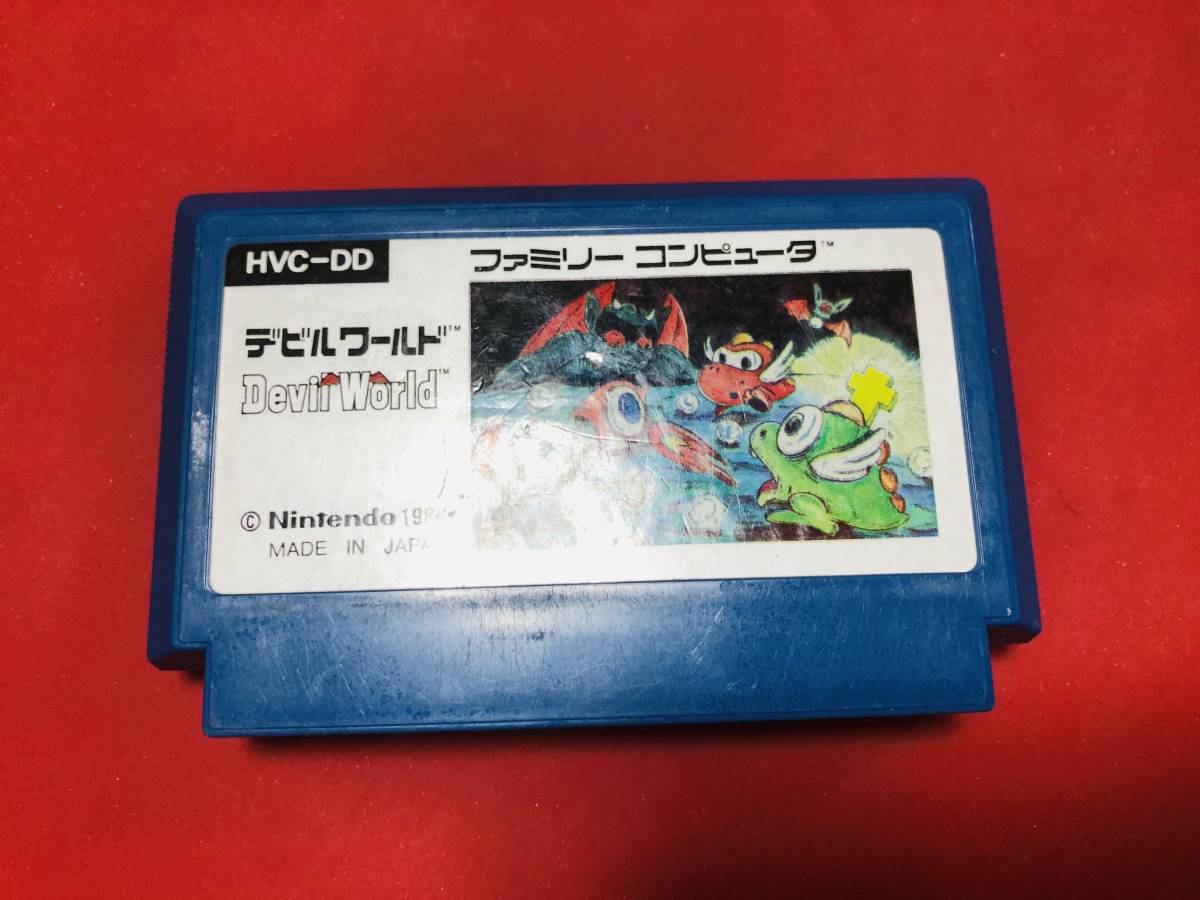 HVC-DD
ファミリー コンピュータ™
デビルワールド™
Devil World™
© Nintendo
MADE IN